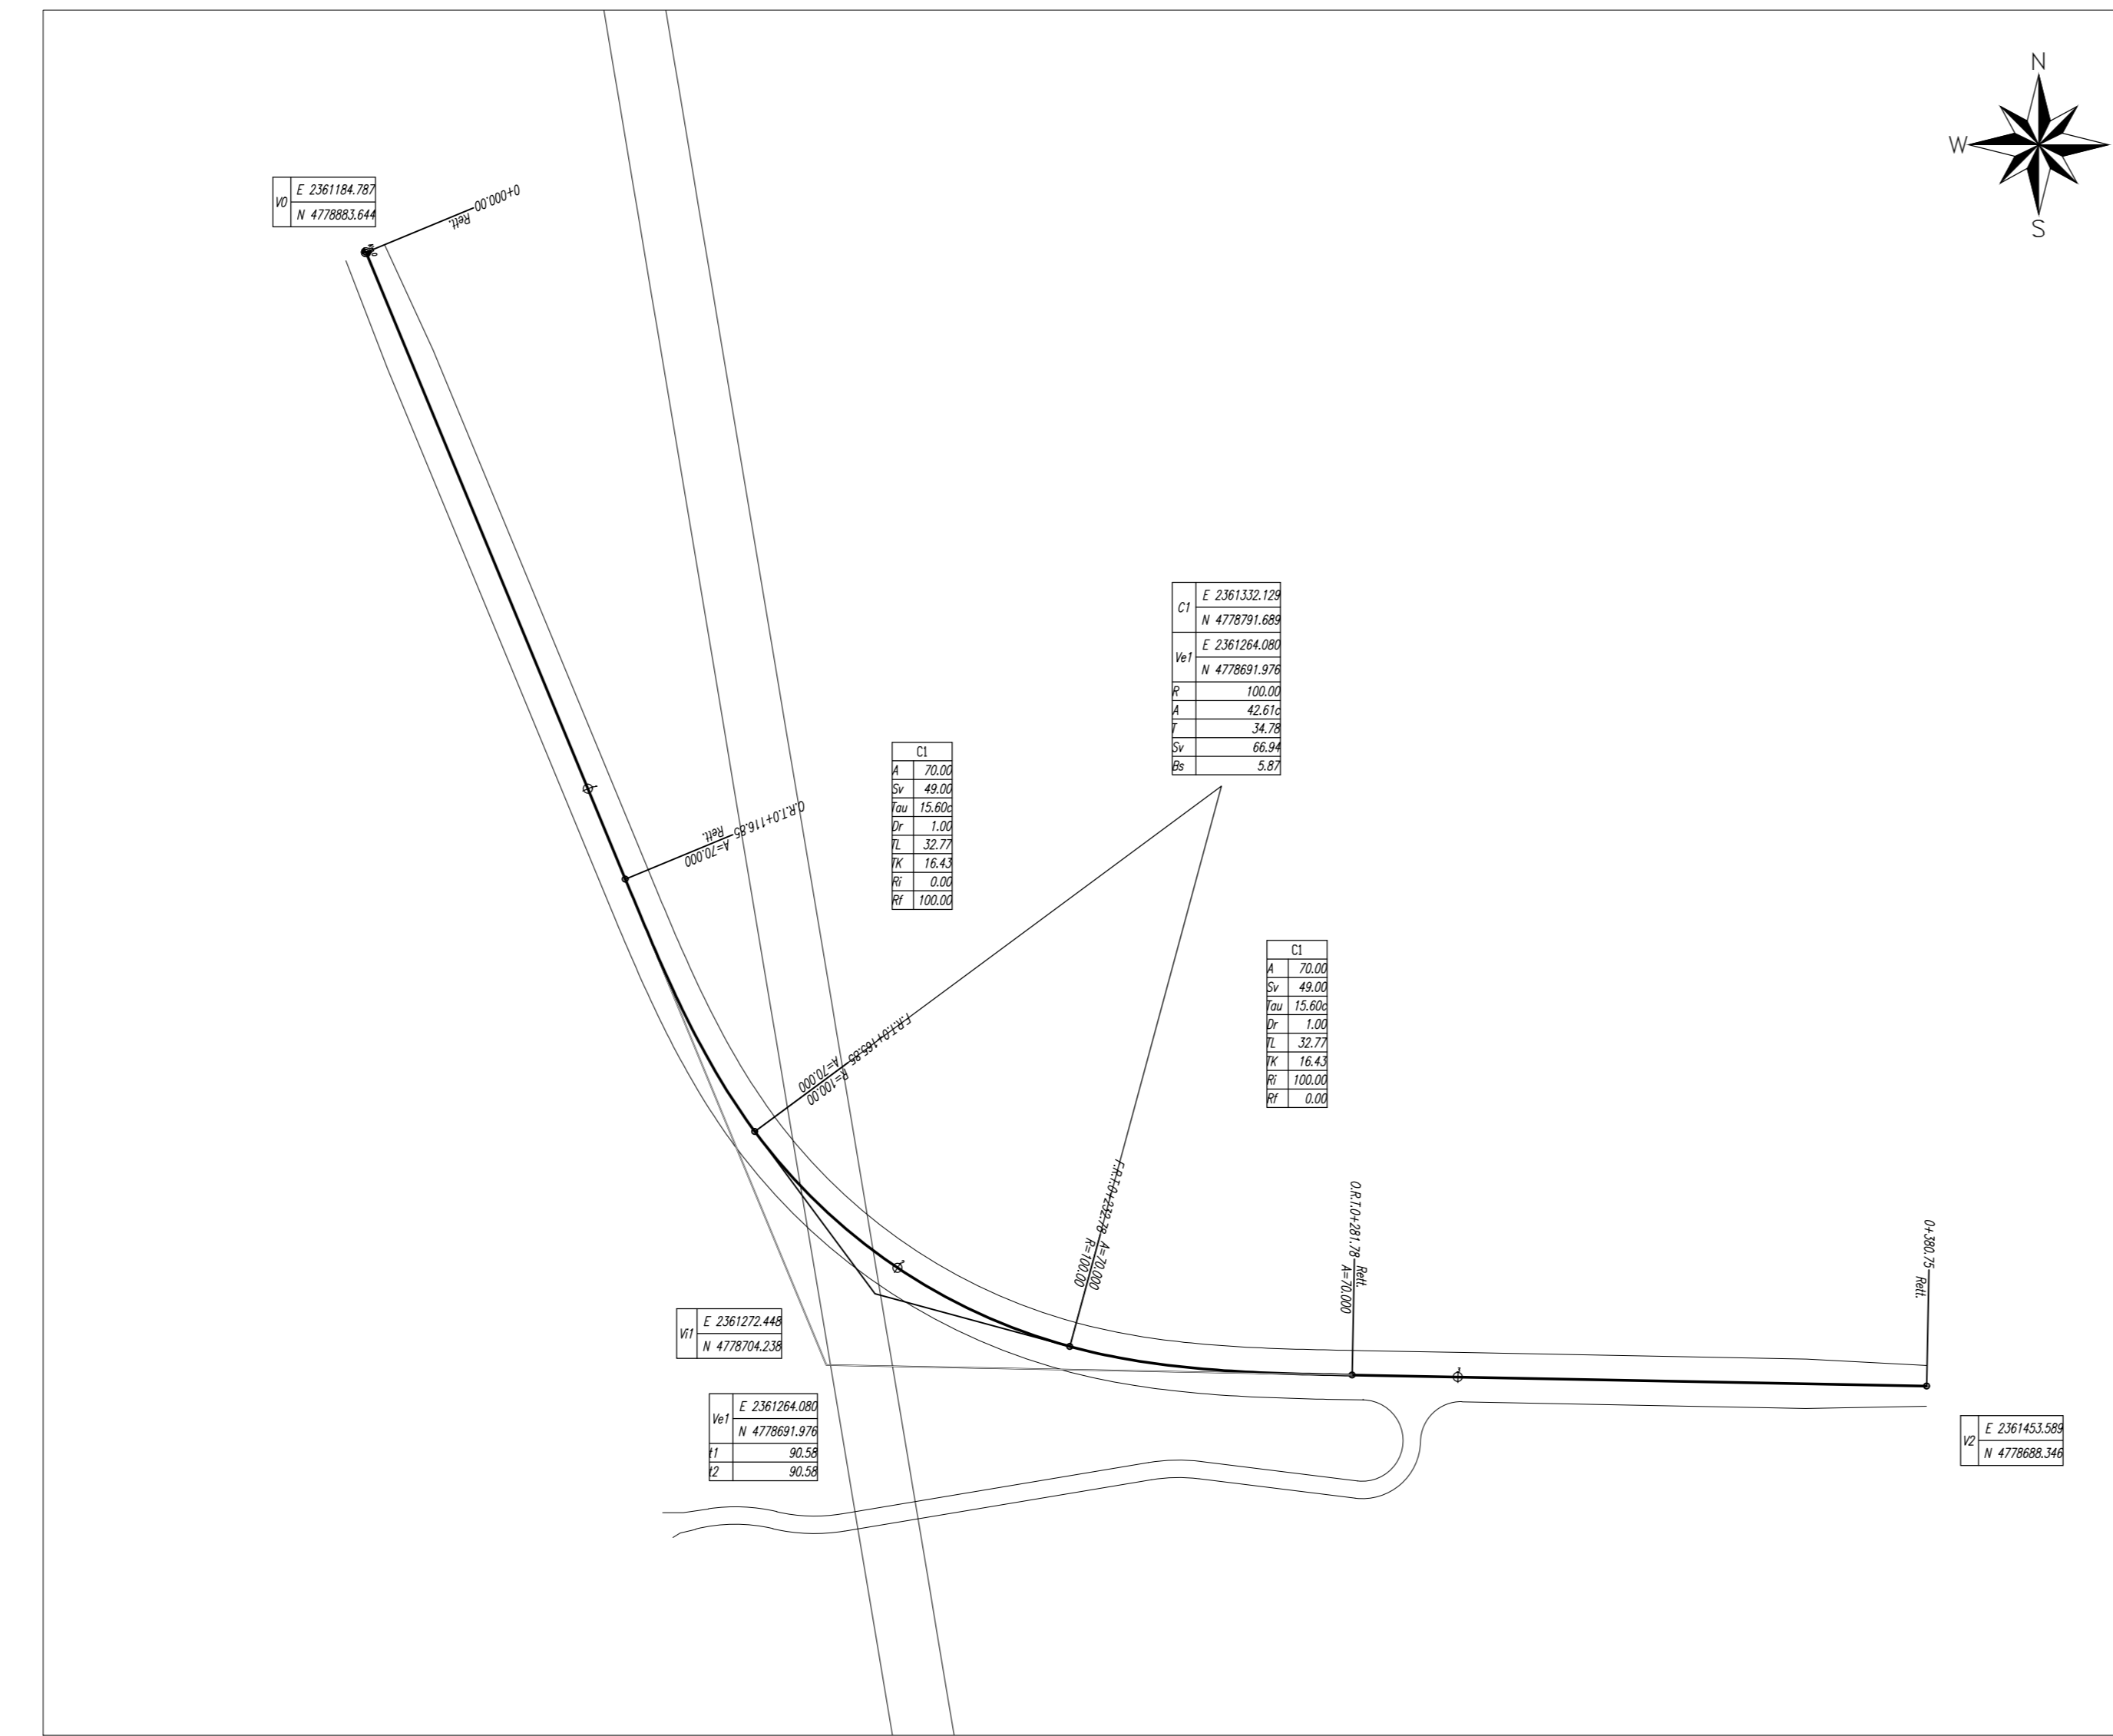 N
W
S
V0
E 2361184.787
N 4778883.644
0+000.00
Rett.
C1
E 2361332.129
N 4778791.689
Ve1
E 2361264.080
N 4778691.976
R 100.00
A 42.61c
T 34.78
Sv 66.94
Bs 5.87
C1
A 70.00
Sv 49.00
Tau 15.60c
Dr 1.00
TL 32.77
TK 16.43
Ri 0.00
Rf 100.00
O.R.T.0+116.85
Rett.
A=70.000
C1
A 70.00
Sv 49.00
Tau 15.60c
Dr 1.00
TL 32.77
TK 16.43
Ri 100.00
Rf 0.00
F.R.T.0+165.85
A=70.000
R=100.00
F.R.T.0+232.78
A=70.000
R=100.00
O.R.T.0+281.78
Rett.
A=70.000
0+380.75
Rett.
Vi1
E 2361272.448
N 4778704.238
Ve1
E 2361264.080
N 4778691.976
t1 90.58
t2 90.58
V2
E 2361453.589
N 4778688.346